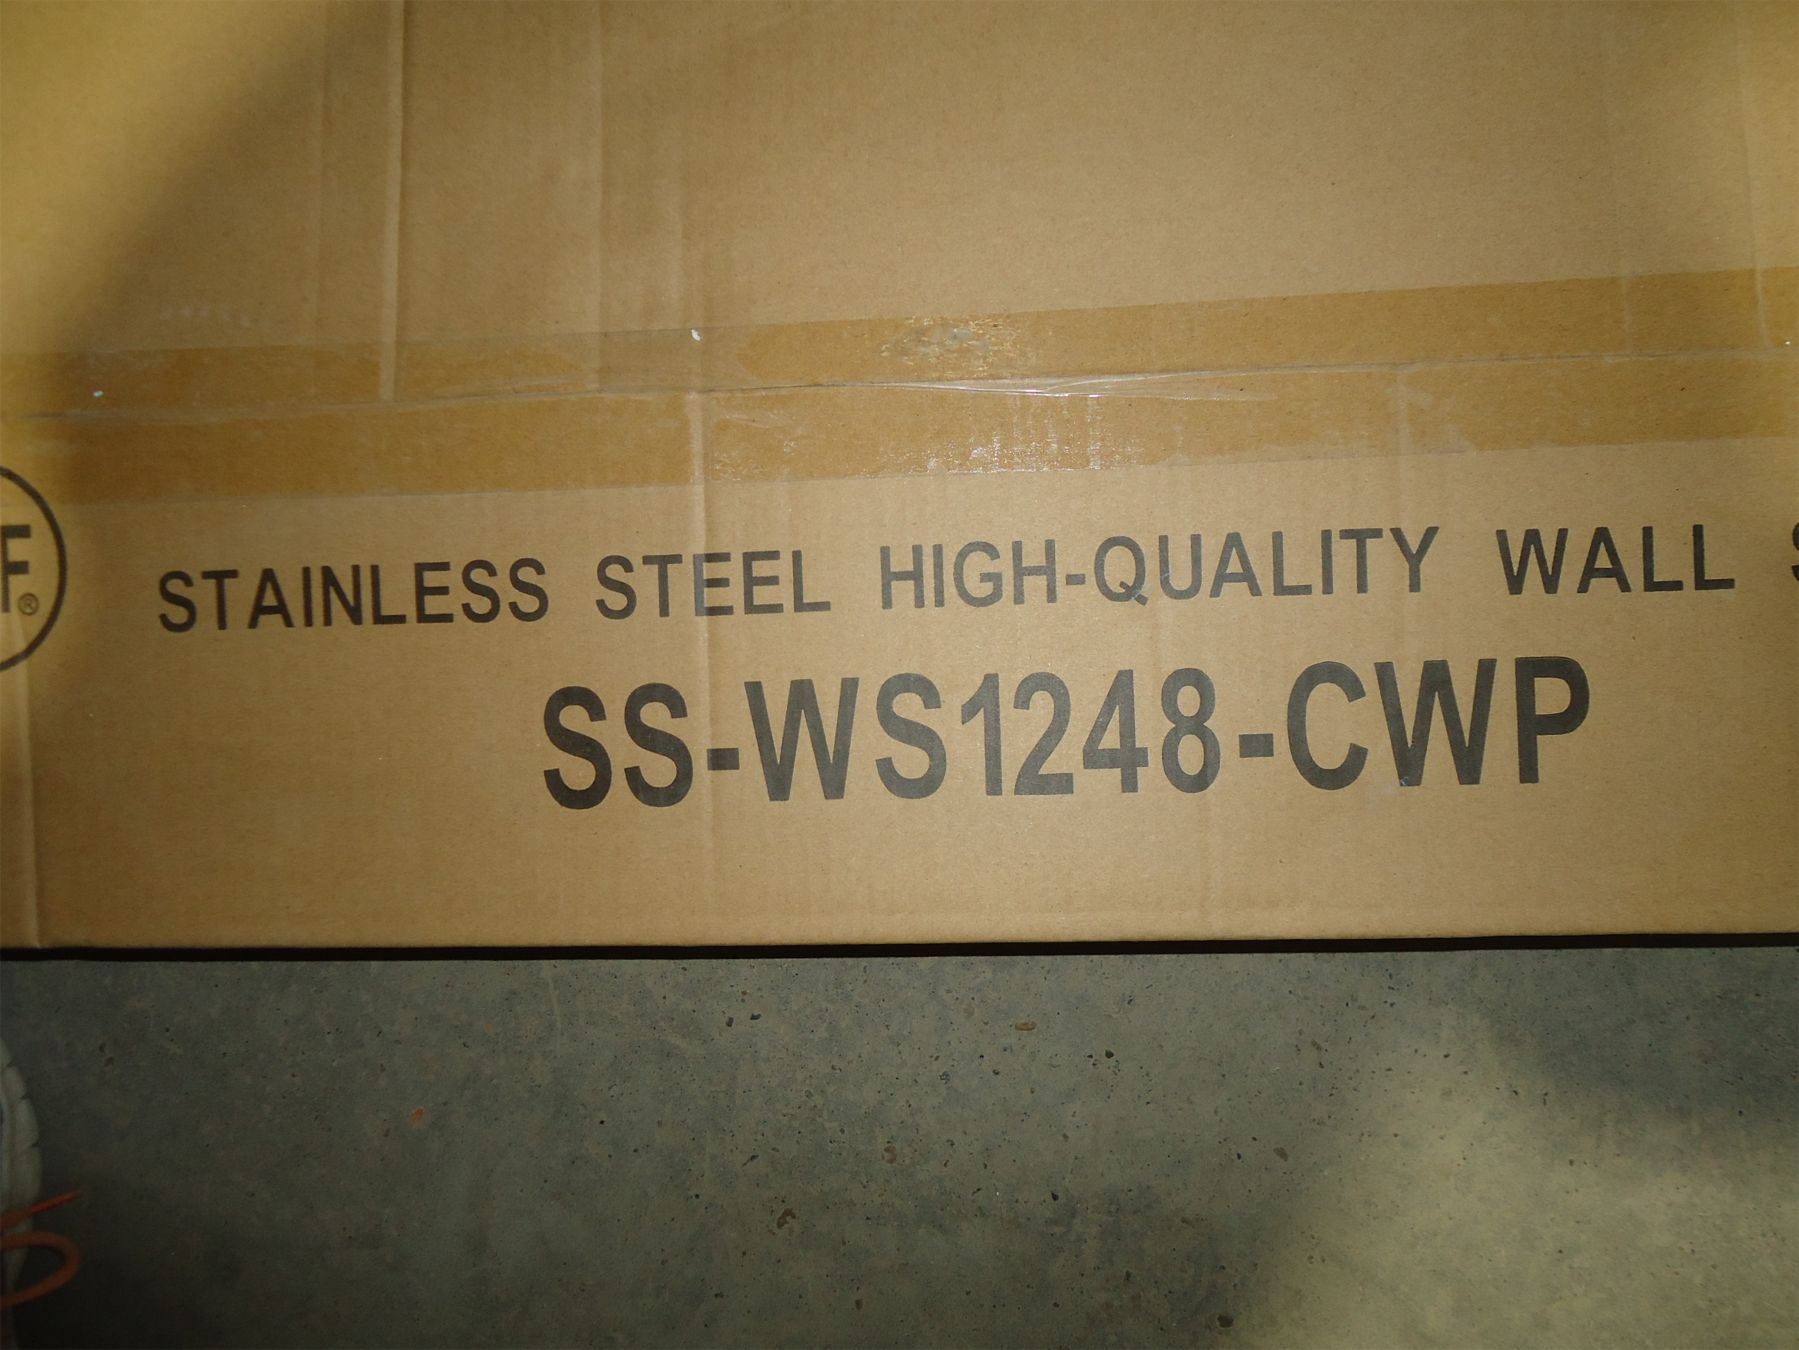 F®
STAINLESS STEEL HIGH-QUALITY WALL
SS-WS1248-CWP